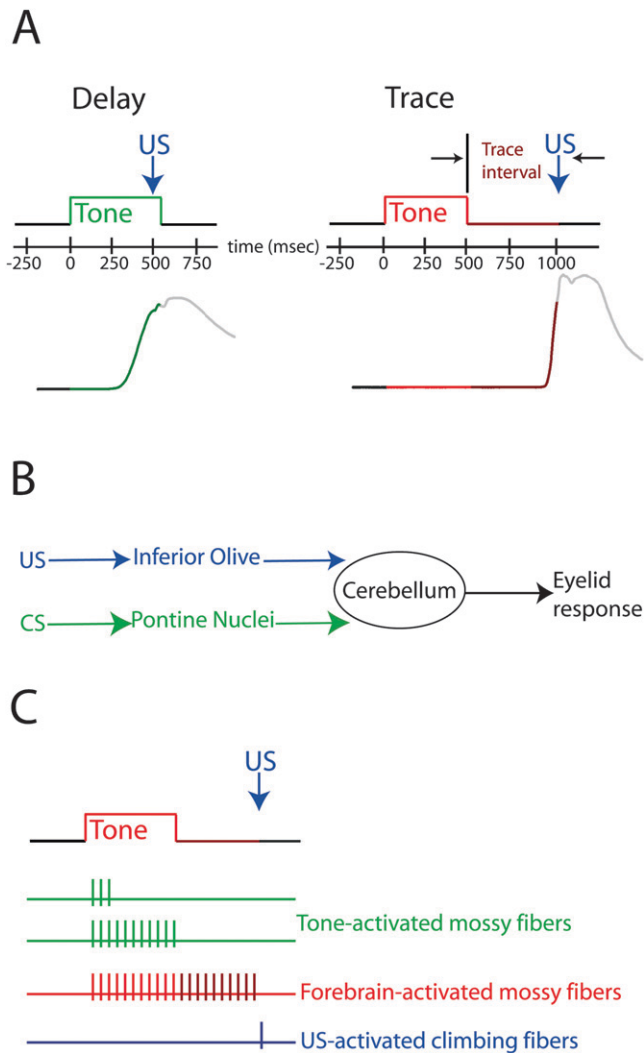 A
Delay
Trace
US
US
Trace
interval
Tone
Tone
time (msec)
-250 0 250 500 750
-250 0 250 500 750 1000
B
US Inferior Olive
Cerebellum
Eyelid
response
CS Pontine Nuclei
C
US
Tone
Tone-activated mossy fibers
Forebrain-activated mossy fibers
US-activated climbing fibers